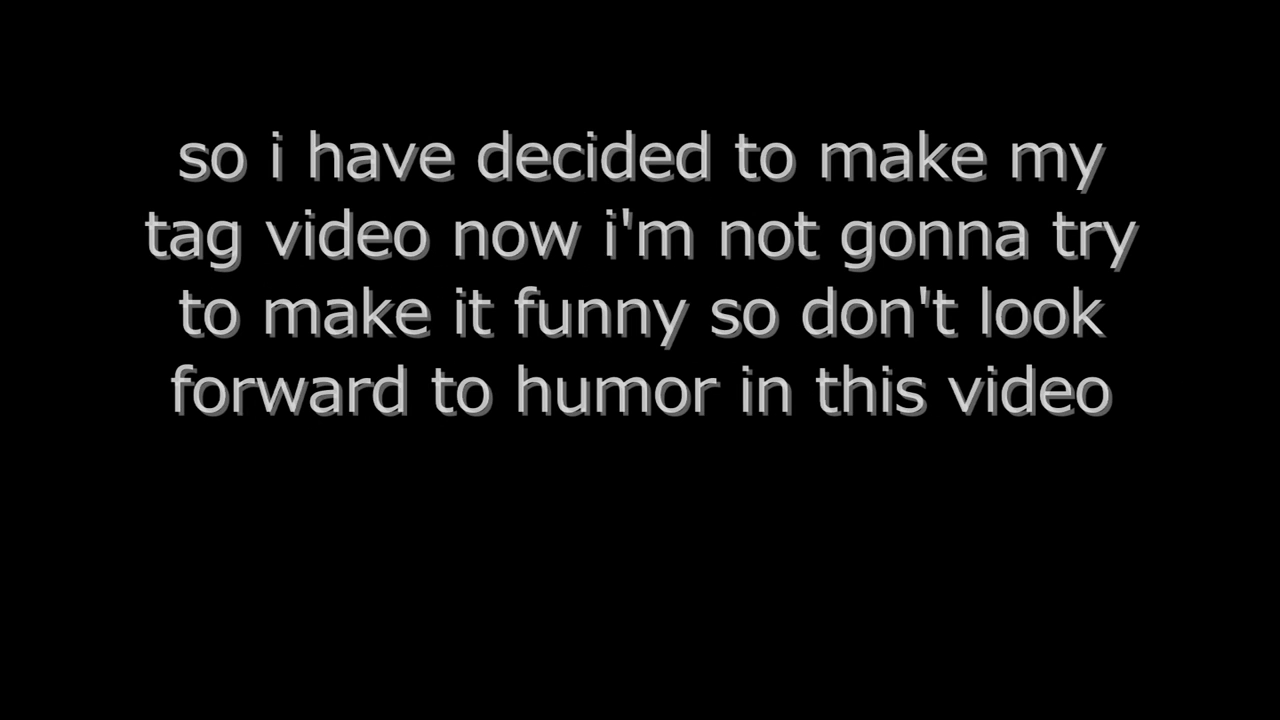 so i have decided to make my
tag video now i'm not gonna try
to make it funny so don't look
forward to humor in this video